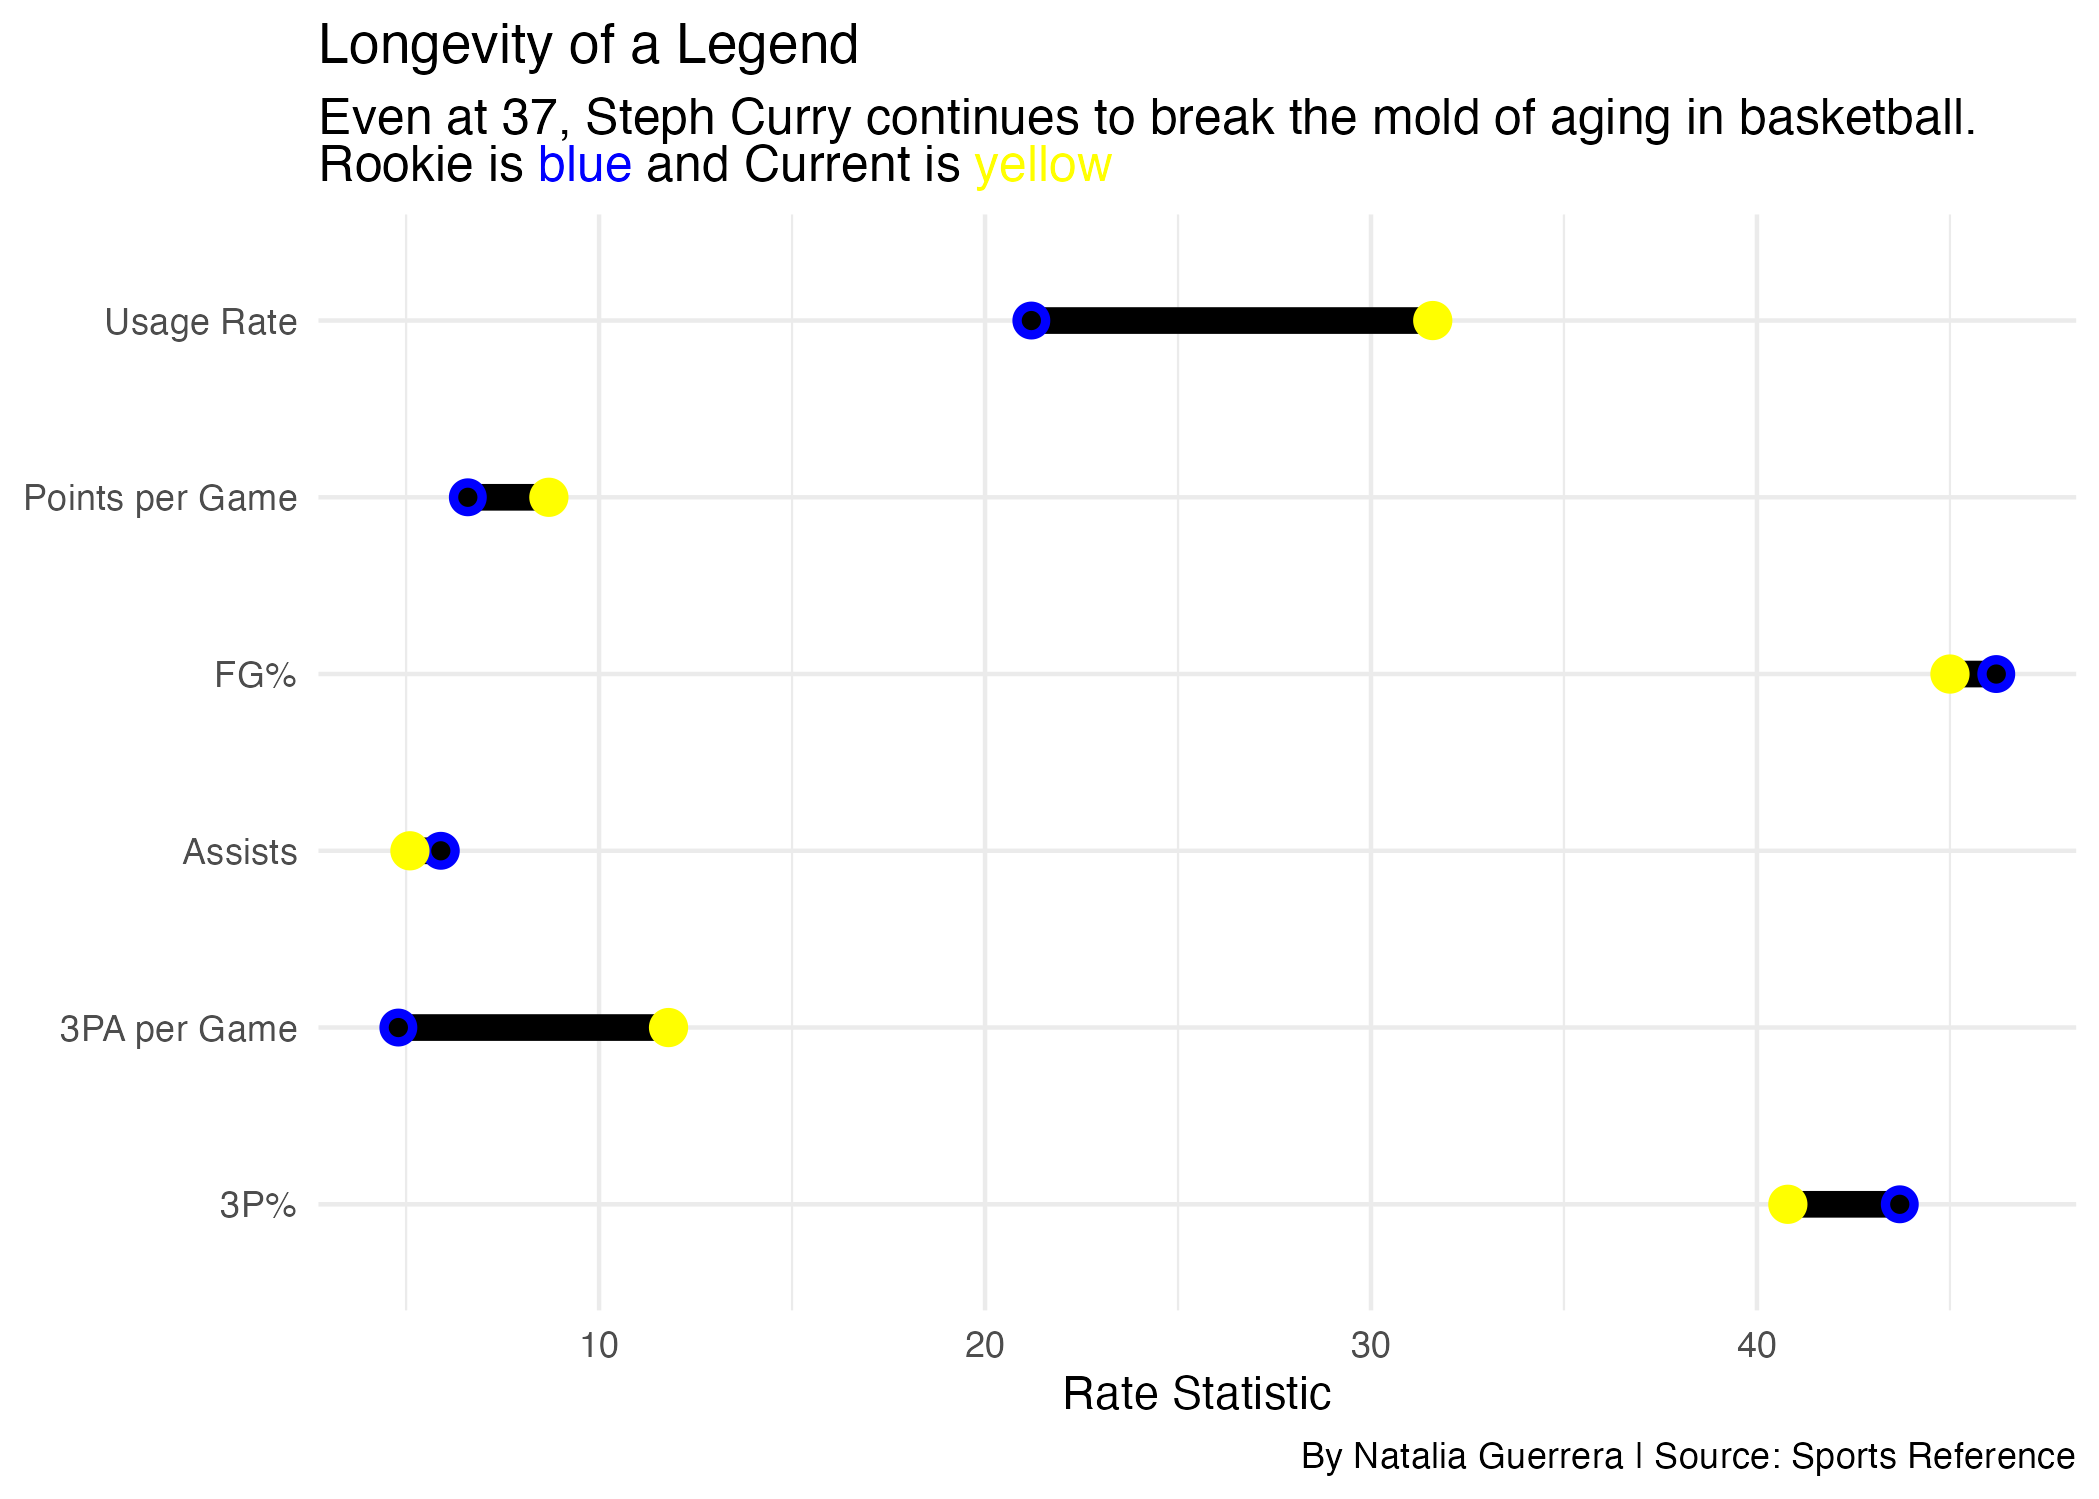 Longevity of a Legend
Even at 37, Steph Curry continues to break the mold of aging in basketball.
Rookie is blue and Current is yellow
Usage Rate
Points per Game
FG%
Assists
3PA per Game
3P%
10 20 30 40
Rate Statistic
By Natalia Guerrera | Source: Sports Reference